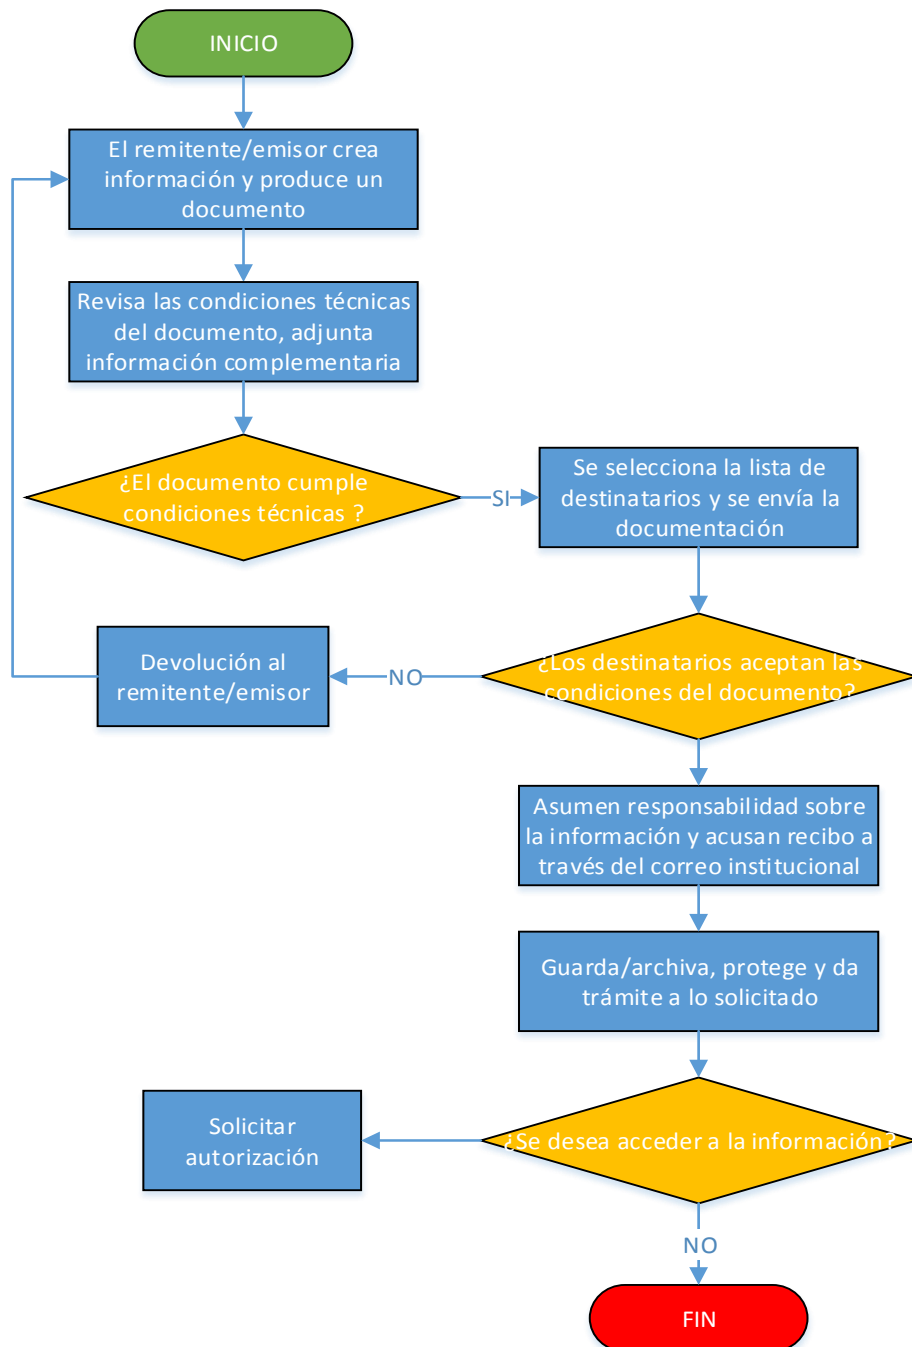 INICIO
El remitente/emisor crea
información y produce un
documento
Revisa las condiciones técnicas
del documento, adjunta
información complementaria
¿El documento cumple
condiciones técnicas ?
SI
Se selecciona la lista de
destinatarios y se envía la
documentación
¿Los destinatarios aceptan las
condiciones del documento?
NO
Devolución al
remitente/emisor
Asumen responsabilidad sobre
la información y acusan recibo a
través del correo institucional
Guarda/archiva, protege y da
trámite a lo solicitado
¿Se desea acceder a la información?
Solicitar
autorización
NO
FIN